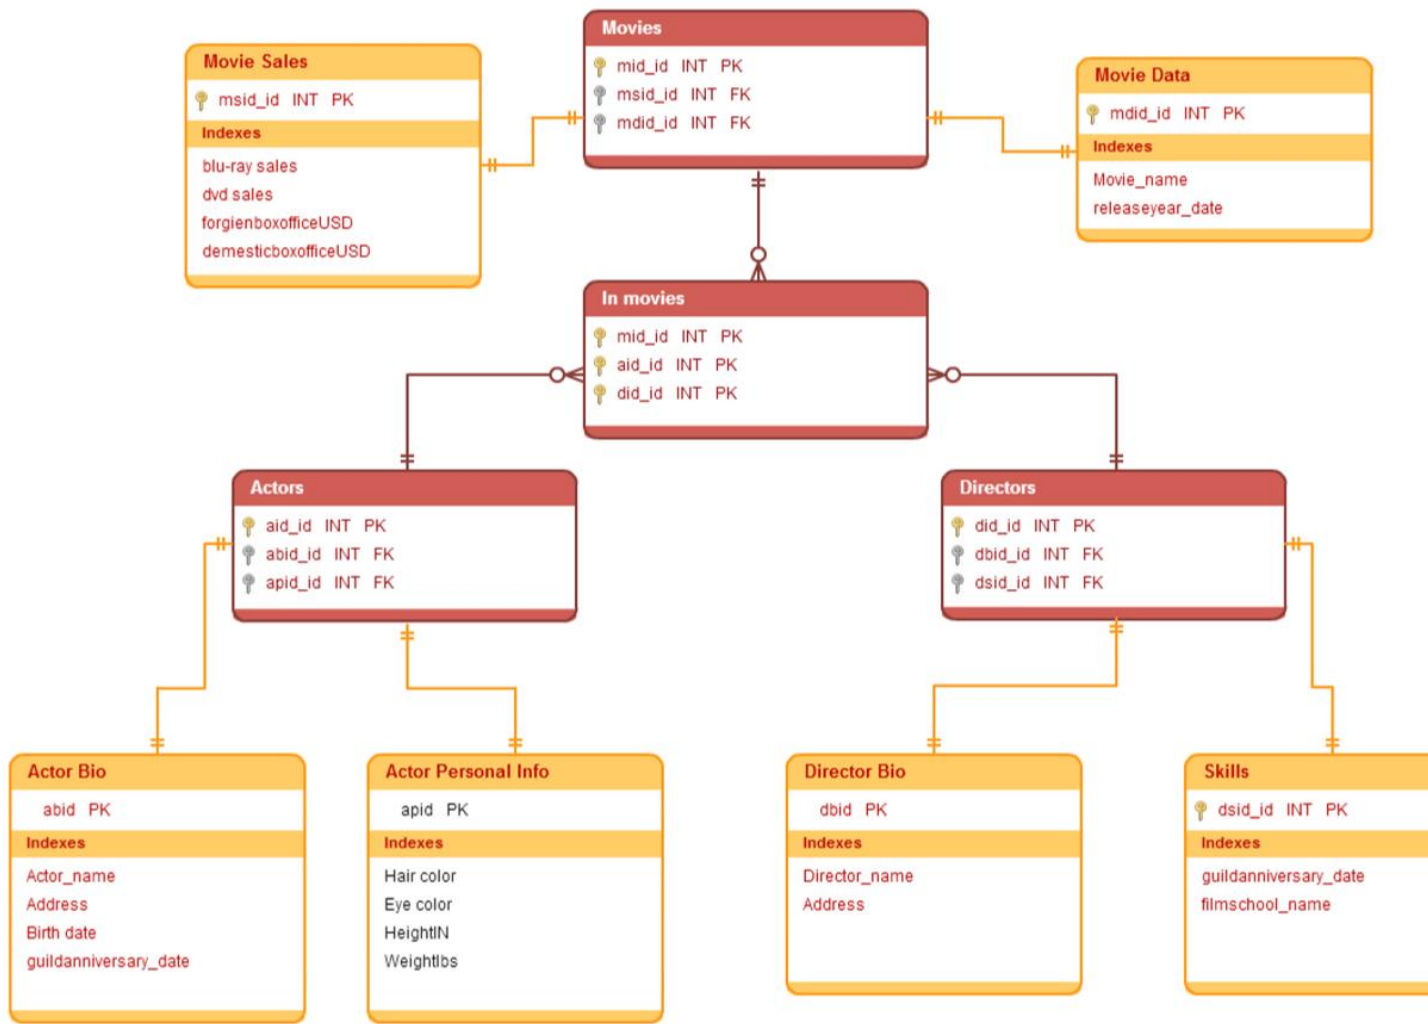 Movies
mid_id INT PK
msid_id INT FK
mdid_id INT FK
Movie Sales
msid_id INT PK
Indexes
blu-ray sales
dvd sales
forgienboxofficeUSD
demesticboxofficeUSD
Movie Data
mdid_id INT PK
Indexes
Movie_name
releaseyear_date
In movies
mid_id INT PK
aid_id INT PK
did_id INT PK
Actors
aid_id INT PK
abid_id INT FK
apid_id INT FK
Directors
did_id INT PK
dbid_id INT FK
dsid_id INT FK
Actor Bio
abid PK
Indexes
Actor_name
Address
Birth date
guildanniversary_date
Actor Personal Info
apid PK
Indexes
Hair color
Eye color
HeightIN
Weightlbs
Director Bio
dbid PK
Indexes
Director_name
Address
Skills
dsid_id INT PK
Indexes
guildanniversary_date
filmschool_name